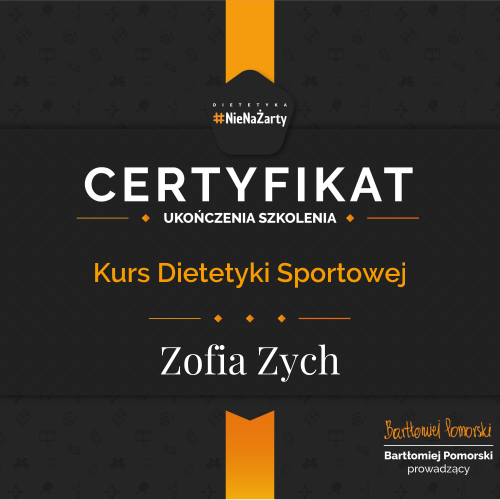 DIETETYKA
#NieNaŻarty
CERTYFIKAT
UKOŃCZENIA SZKOLENIA
Kurs Dietetyki Sportowej
Zofia Zych
Bartłomiej Pomorski
Bartłomiej Pomorski
prowadzący